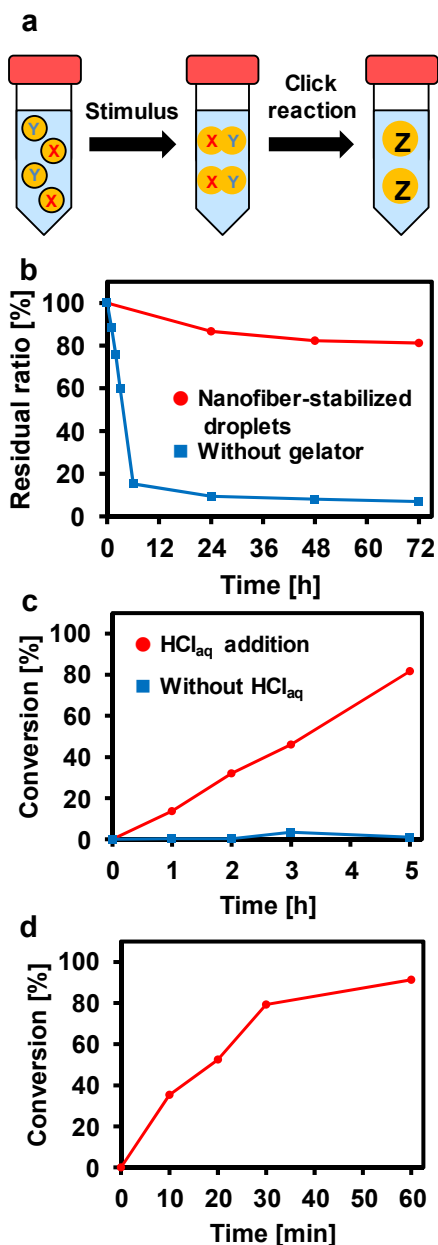 a
Stimulus
Click
reaction
Y
X
Y
X
X Y
X Y
Z
Z
b
Residual ratio [%]
100
80
60
40
20
0
Nanofiber-stabilized
droplets
Without gelator
0 12 24 36 48 60 72
Time [h]
c
Conversion [%]
100
80
60
40
20
0
HClaq addition
Without HClaq
0 1 2 3 4 5
Time [h]
d
Conversion [%]
100
80
60
40
20
0
0 10 20 30 40 50 60
Time [min]